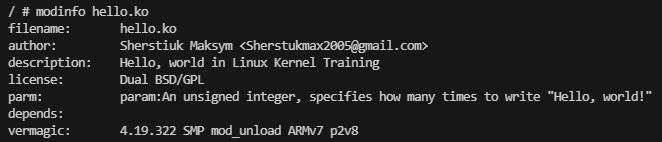 / # modinfo hello.ko
filename:       hello.ko
author:         Sherstiuk Maksym <Sherstukmax2005@gmail.com>
description:    Hello, world in Linux Kernel Training
license:        Dual BSD/GPL
parm:           param:An unsigned integer, specifies how many times to write "Hello, world!"
depends:
vermagic:       4.19.322 SMP mod_unload ARMv7 p2v8